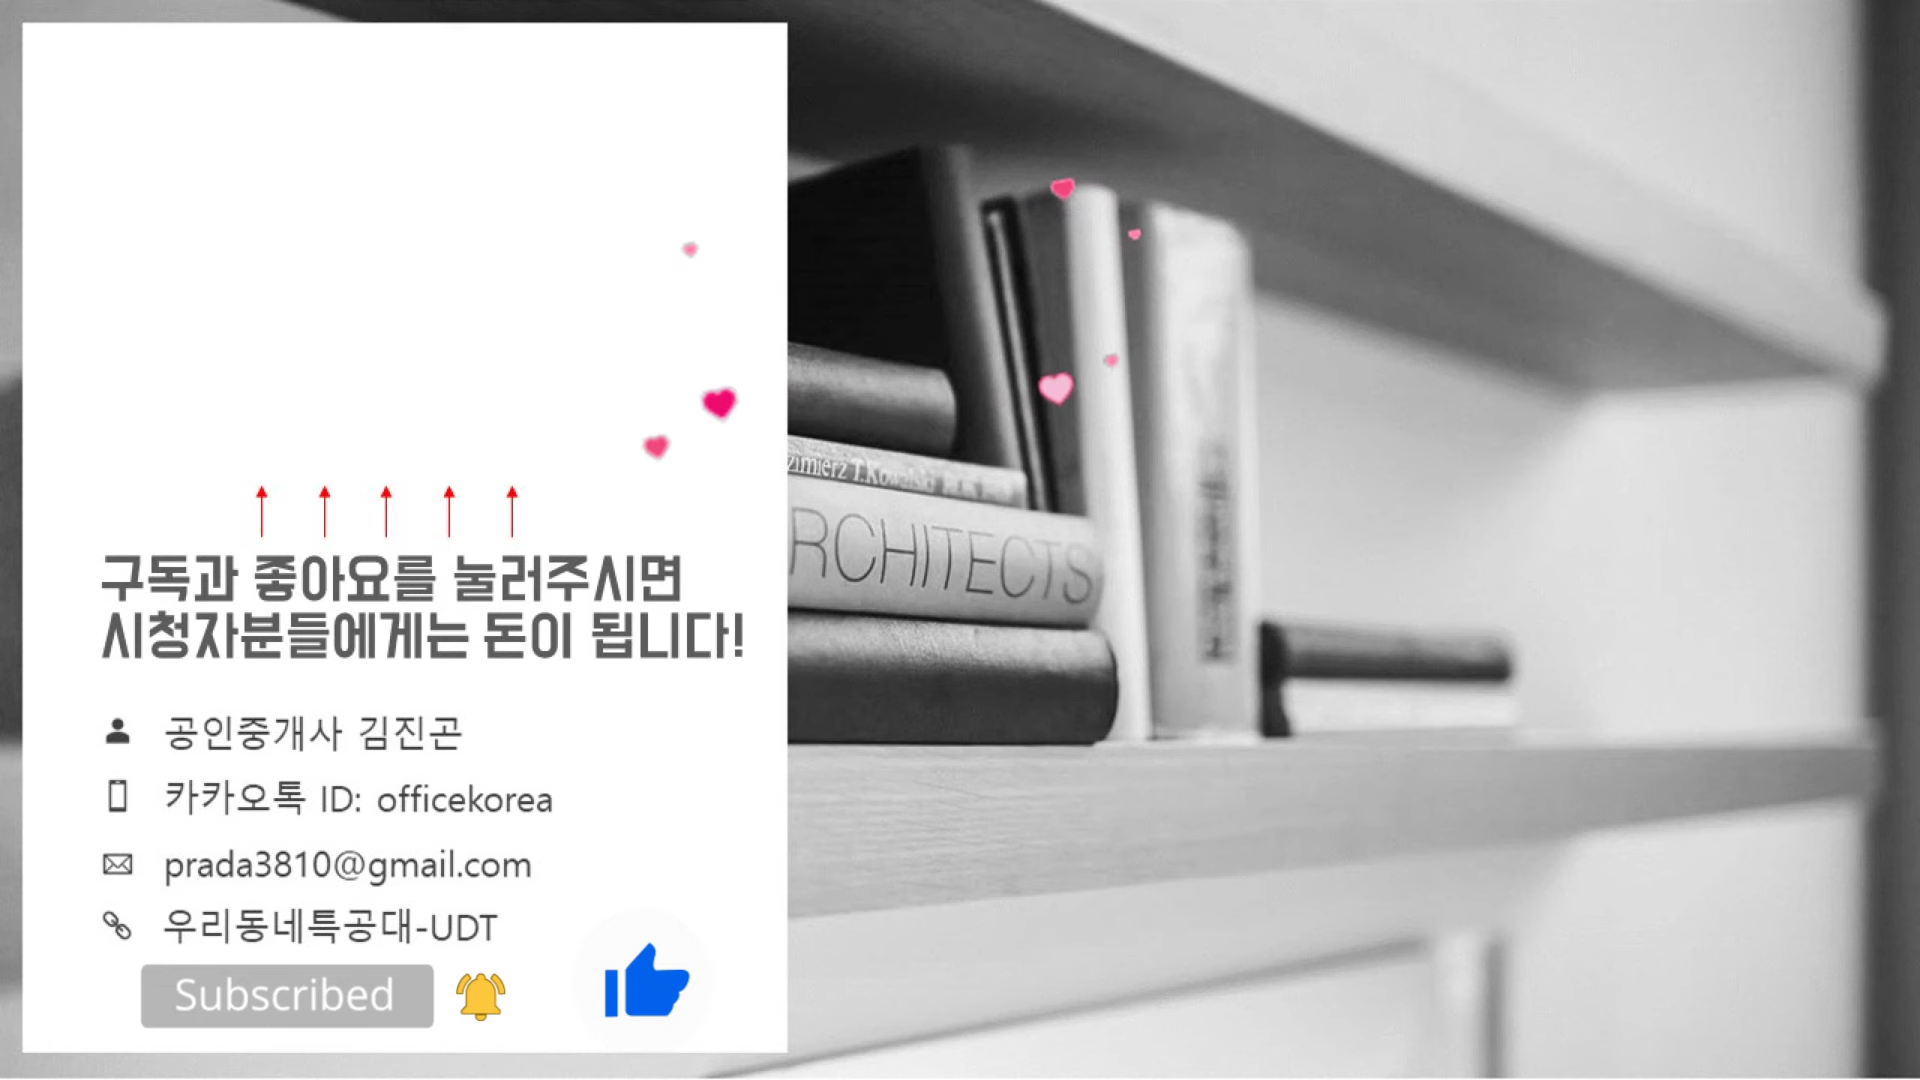 구독과 좋아요를 눌러주시면
시청자분들에게는 돈이 됩니다!
공인중개사 김진곤
카카오톡 ID: officekorea
prada3810@gmail.com
우리동네특공대-UDT
Subscribed
zimierz T.Kowalski
RCHITECTS